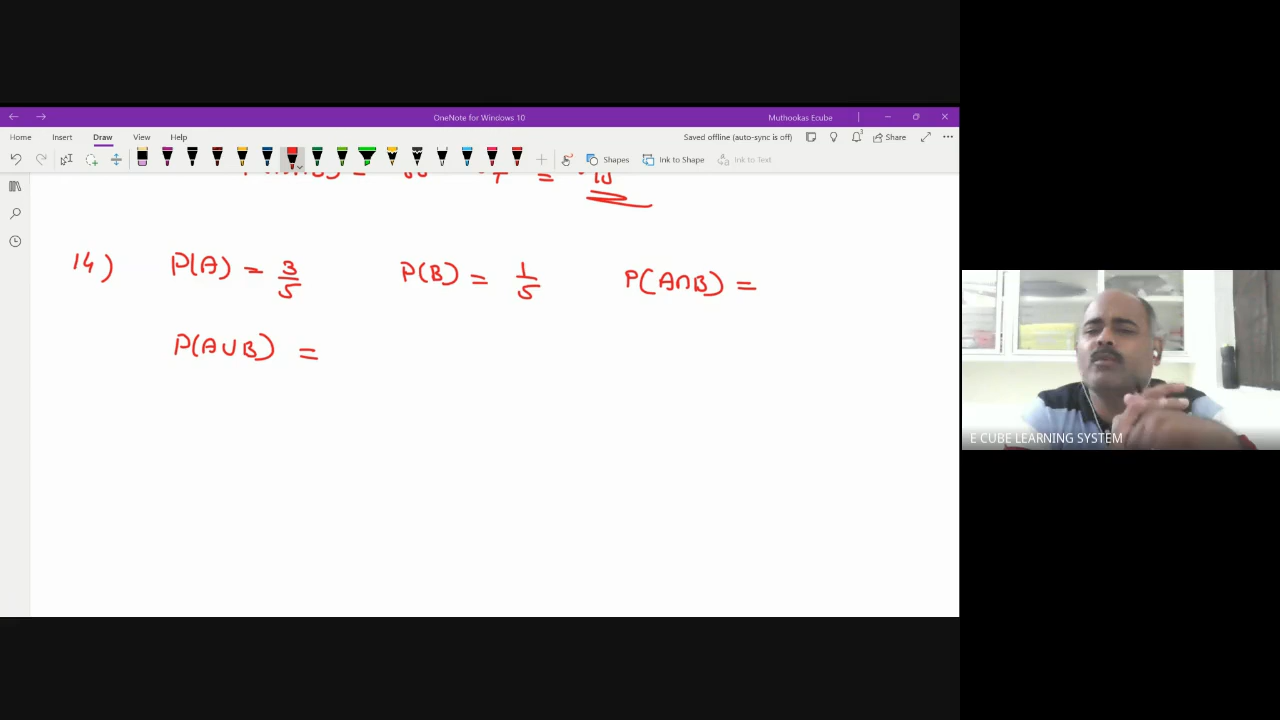 OneNote for Windows 10
Muthookas Ecube
Home Insert Draw View Help
Saved offline (auto-sync is off)
Share
Shapes
Ink to Shape
Ink to Text
14) P(A) = 3/5 P(B) = 1/5 P(A∩B) =
P(A∪B) =
E CUBE LEARNING SYSTEM